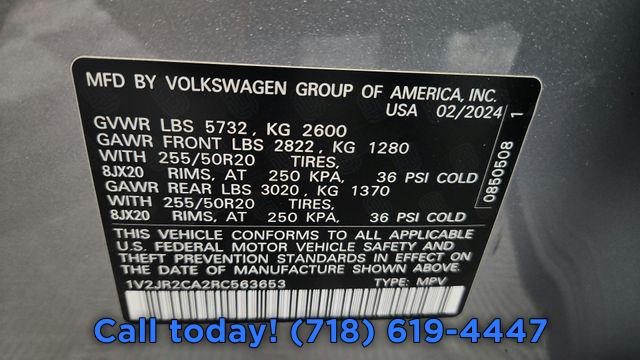 MFD BY VOLKSWAGEN GROUP OF AMERICA, INC.
USA 02/2024
GVWR LBS 5732, KG 2600
GAWR FRONT LBS 2822, KG 1280
WITH 255/50R20 TIRES,
8JX20 RIMS, AT 250 KPA, 36 PSI COLD
GAWR REAR LBS 3020, KG 1370
WITH 255/50R20 TIRES,
8JX20 RIMS, AT 250 KPA, 36 PSI COLD
THIS VEHICLE CONFORMS TO ALL APPLICABLE
U.S. FEDERAL MOTOR VEHICLE SAFETY AND
THEFT PREVENTION STANDARDS IN EFFECT ON
THE DATE OF MANUFACTURE SHOWN ABOVE.
1V2JR2CA2RC563653 TYPE: MPV
0850508 1
Call today! (718) 619-4447